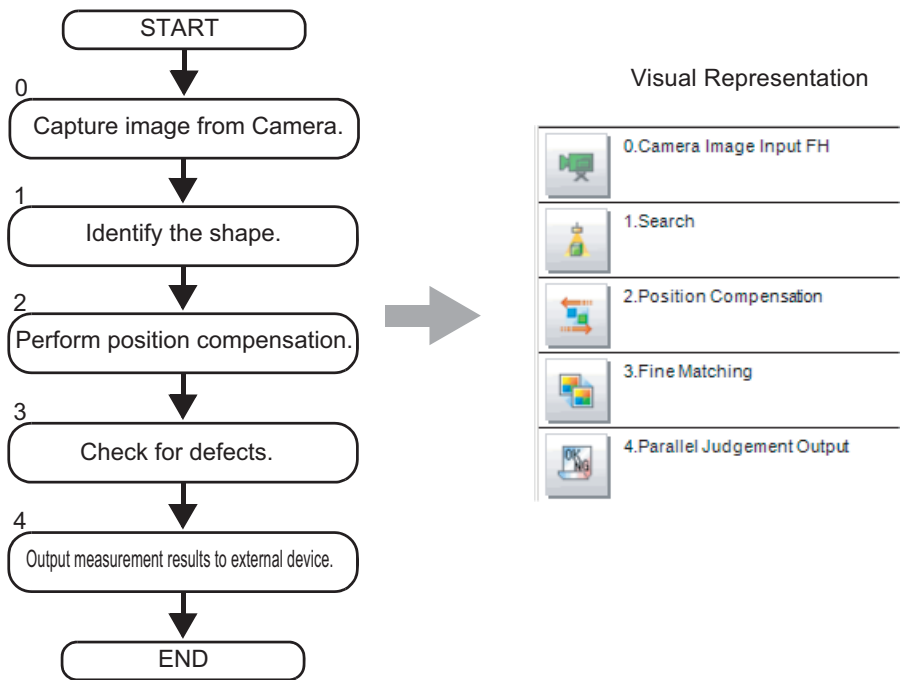 START
0
Capture image from Camera.
1
Identify the shape.
2
Perform position compensation.
3
Check for defects.
4
Output measurement results to external device.
END
Visual Representation
0.Camera Image Input FH
1.Search
2.Position Compensation
3.Fine Matching
OK
NG
4.Parallel Judgement Output